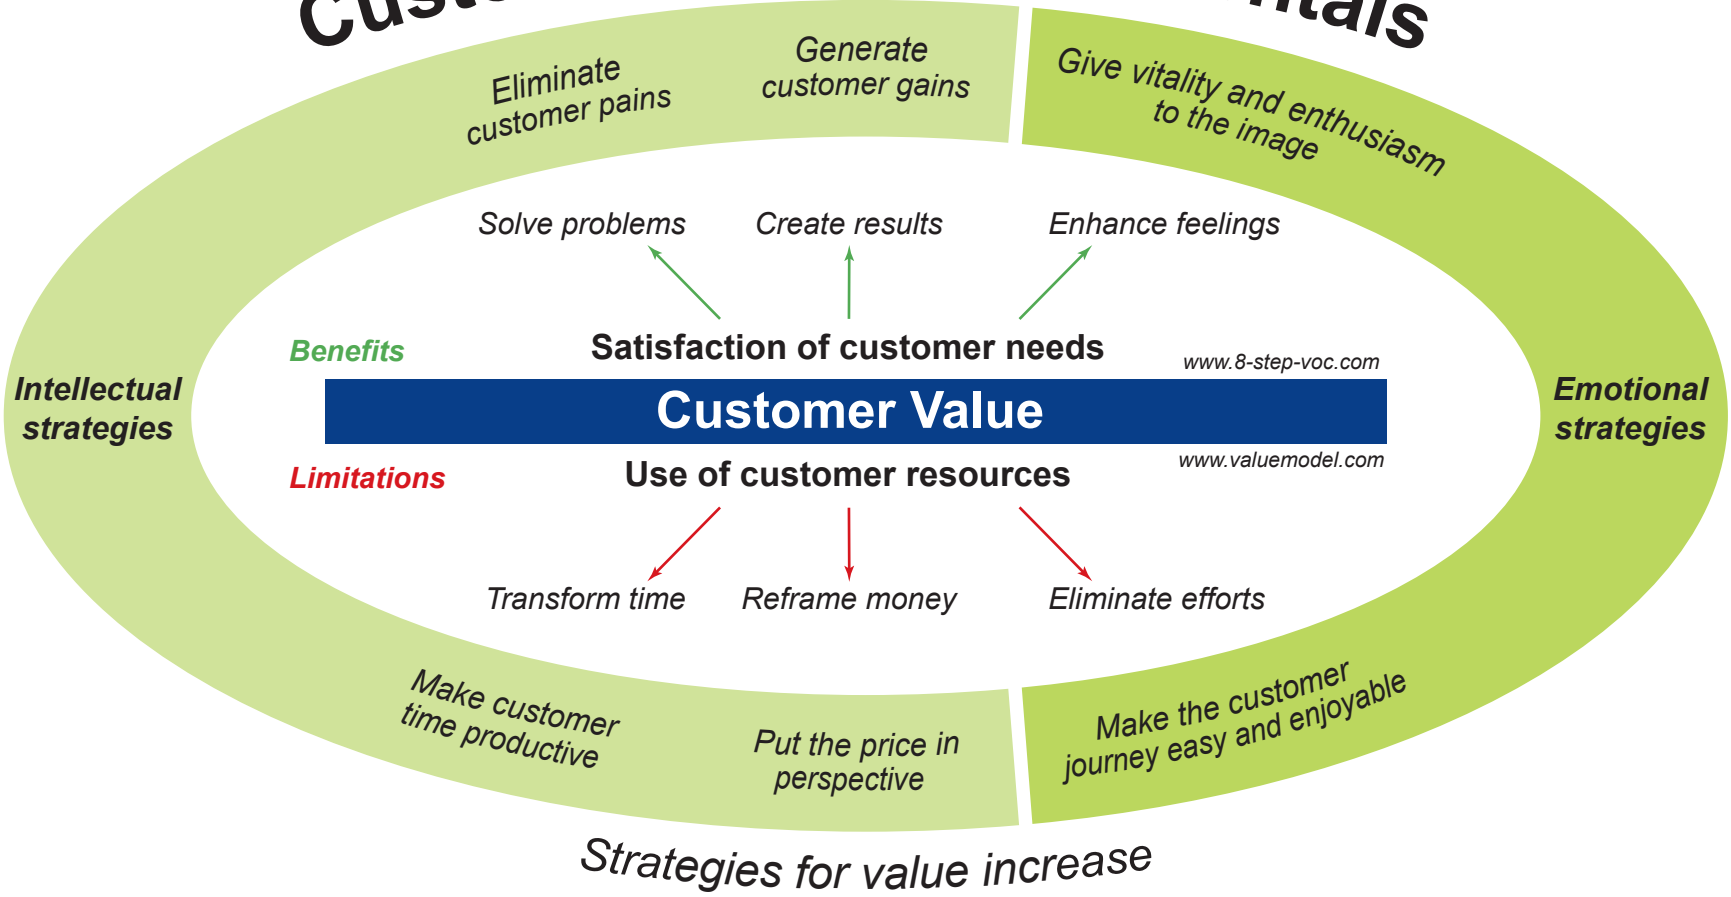 Eliminate
customer pains
Generate
customer gains
Give vitality and enthusiasm
to the image
Solve problems
Create results
Enhance feelings
Benefits
Satisfaction of customer needs
www.8-step-voc.com
Intellectual
strategies
Customer Value
Emotional
strategies
Limitations
Use of customer resources
www.valuemodel.com
Transform time
Reframe money
Eliminate efforts
Make customer
time productive
Put the price in
perspective
Make the customer
journey easy and enjoyable
Strategies for value increase